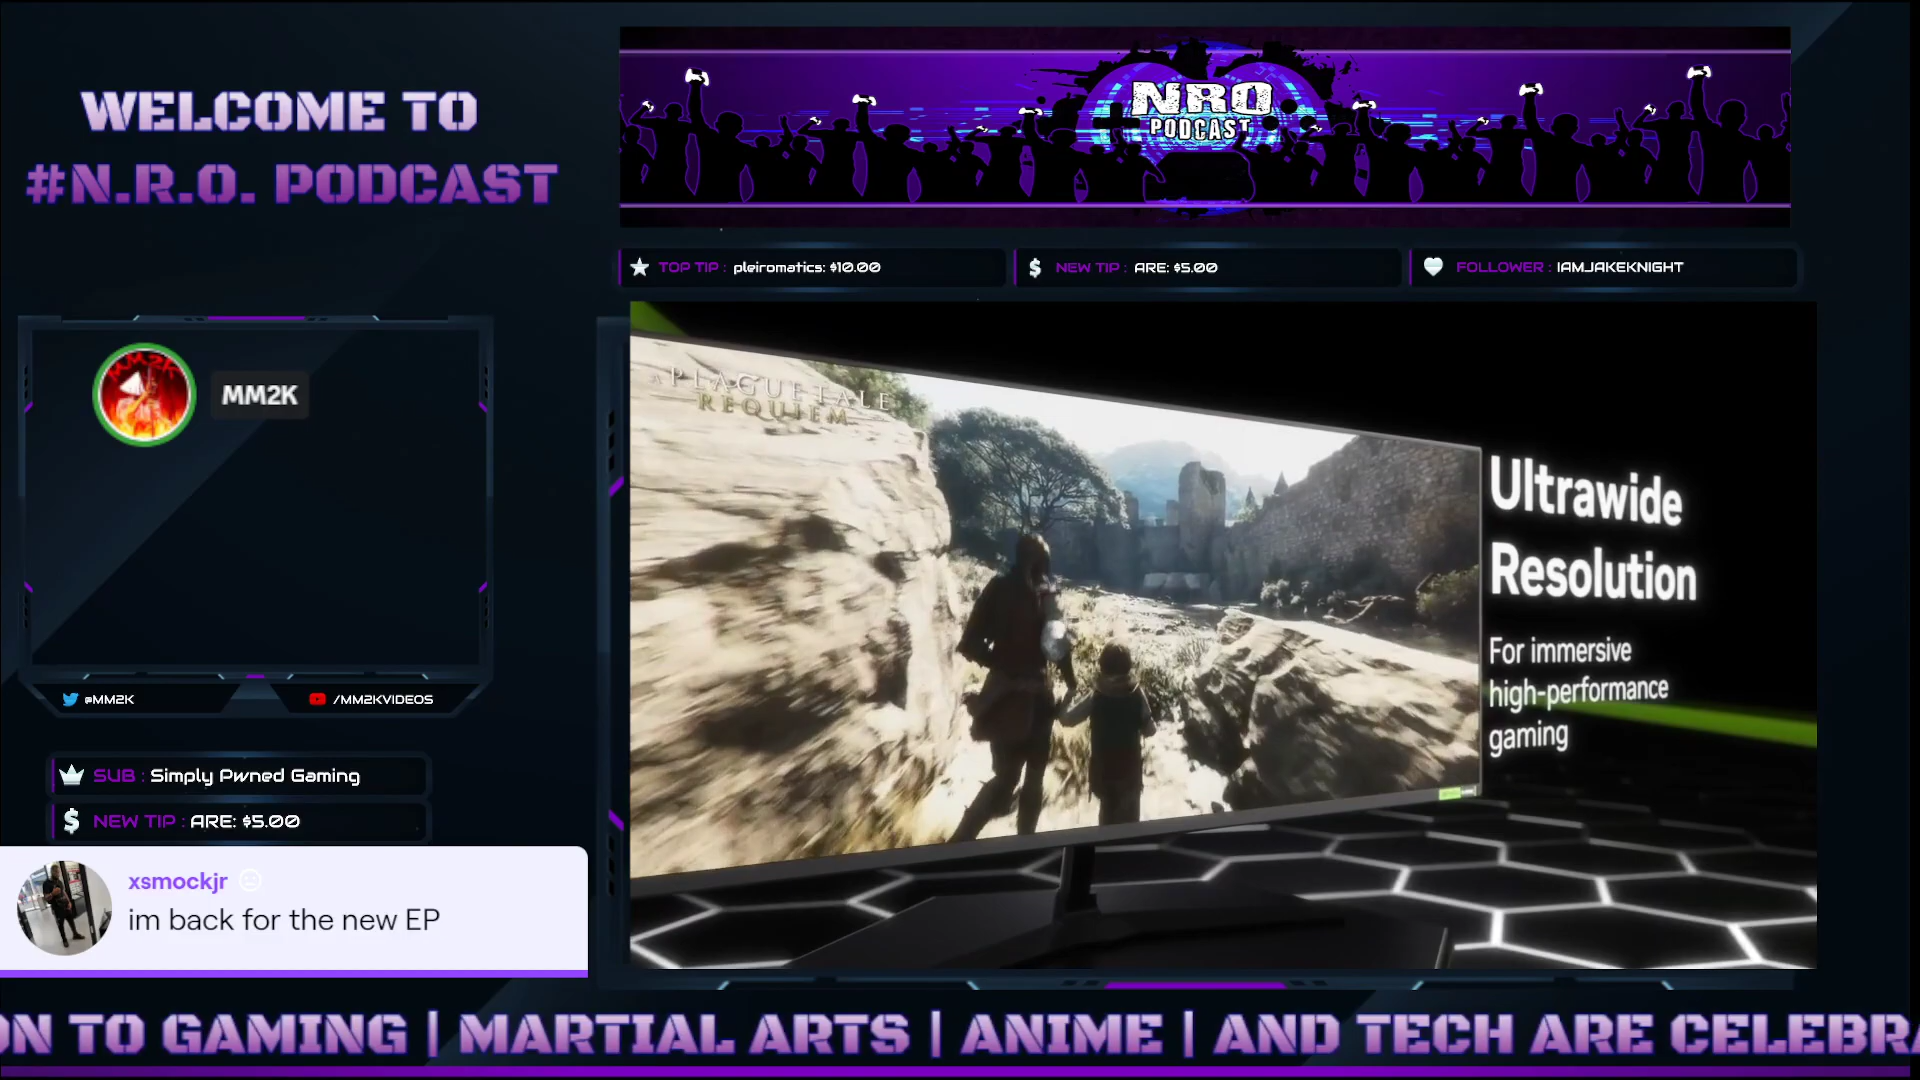 WELCOME TO
#N.R.O. PODCAST
NRO
PODCAST
TOP TIP : pleiromatics: $10.00
NEW TIP : ARE: $5.00
FOLLOWER : IAMJAKEKNIGHT
MM2K
MM2K
@MM2K
/MM2KVIDEOS
SUB : Simply Pwned Gaming
NEW TIP : ARE: $5.00
xsmockjr
im back for the new EP
A PLAGUE TALE
REQUIEM
Ultrawide
Resolution
For immersive
high-performance
gaming
ON TO GAMING | MARTIAL ARTS | ANIME | AND TECH ARE CELEBRA